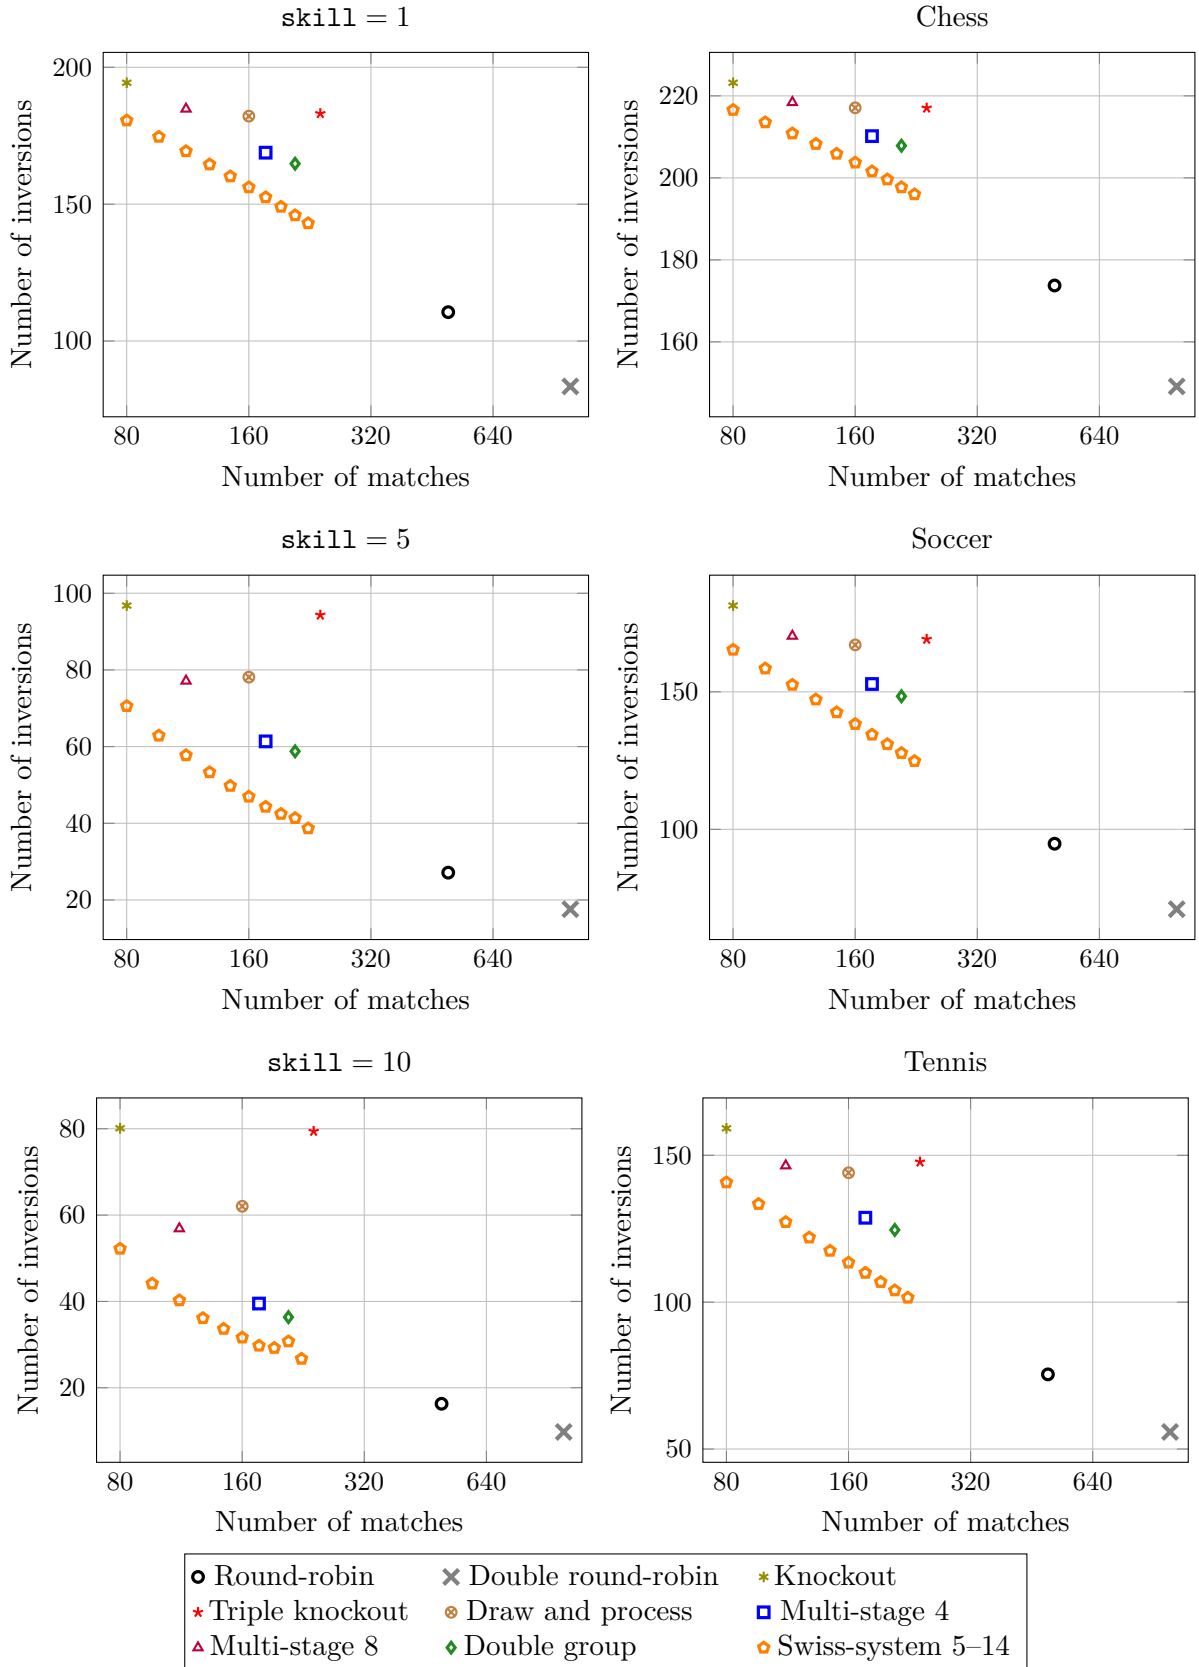 skill = 1
200
150
100
Number of inversions
80 160 320 640
Number of matches
Chess
220
200
180
160
Number of inversions
80 160 320 640
Number of matches
skill = 5
100
80
60
40
20
Number of inversions
80 160 320 640
Number of matches
Soccer
150
100
Number of inversions
80 160 320 640
Number of matches
skill = 10
80
60
40
20
Number of inversions
80 160 320 640
Number of matches
Tennis
150
100
50
Number of inversions
80 160 320 640
Number of matches
Round-robin Double round-robin Knockout
Triple knockout Draw and process Multi-stage 4
Multi-stage 8 Double group Swiss-system 5–14